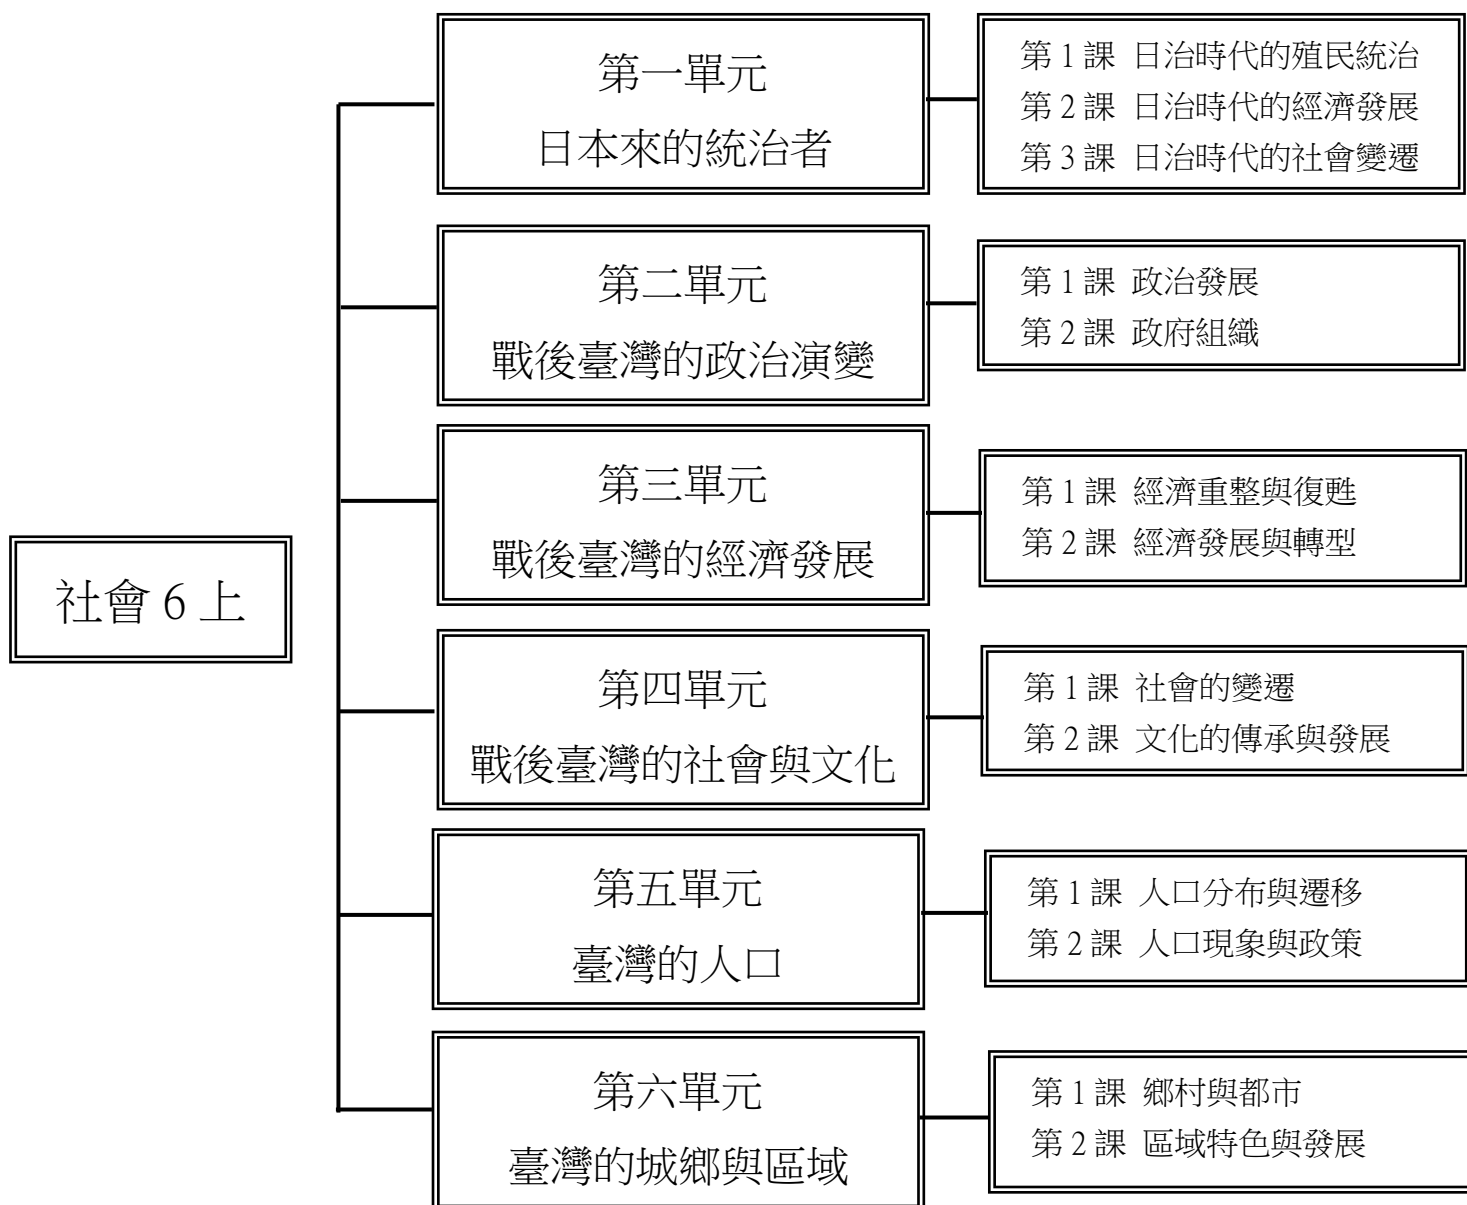 社會 6 上
第一單元
日本來的統治者
第 1 課 日治時代的殖民統治
第 2 課 日治時代的經濟發展
第 3 課 日治時代的社會變遷
第二單元
戰後臺灣的政治演變
第 1 課 政治發展
第 2 課 政府組織
第三單元
戰後臺灣的經濟發展
第 1 課 經濟重整與復甦
第 2 課 經濟發展與轉型
第四單元
戰後臺灣的社會與文化
第 1 課 社會的變遷
第 2 課 文化的傳承與發展
第五單元
臺灣的人口
第 1 課 人口分布與遷移
第 2 課 人口現象與政策
第六單元
臺灣的城鄉與區域
第 1 課 鄉村與都市
第 2 課 區域特色與發展